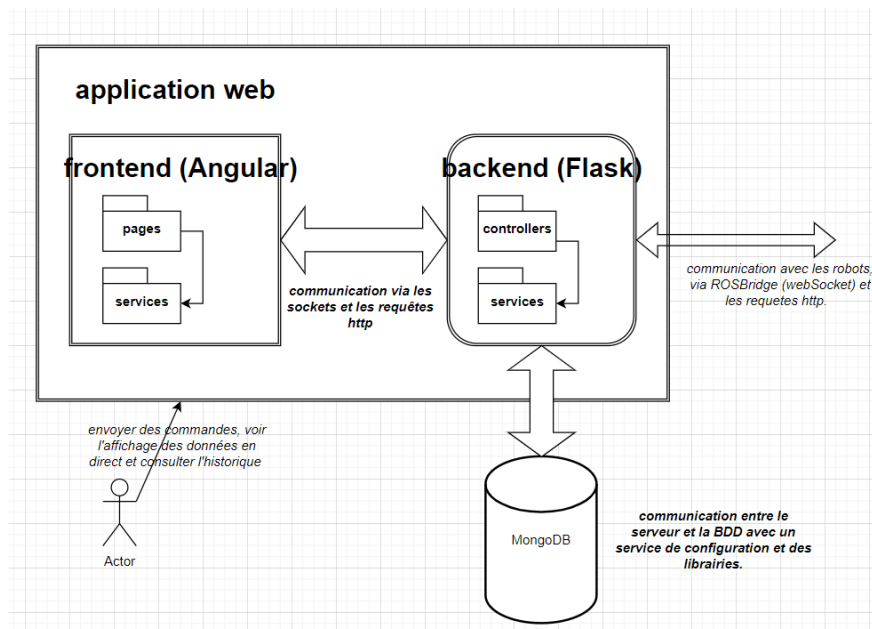 application web
frontend (Angular)
pages
services
communication via les
sockets et les requêtes
http
backend (Flask)
controllers
services
communication avec les robots,
via ROSBridge (webSocket) et
les requetes http.
envoyer des commandes, voir
l'affichage des données en
direct et consulter l'historique
Actor
MongoDB
communication entre le
serveur et la BDD avec un
service de configuration et des
librairies.